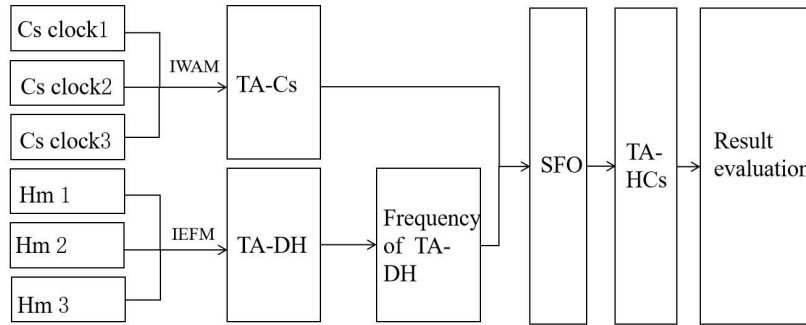 Cs clock1
Cs clock2
Cs clock3
IWAM
TA-Cs
Hm 1
Hm 2
Hm 3
IEFM
TA-DH
Frequency
of TA-
DH
SFO
TA-
HCs
Result
evaluation